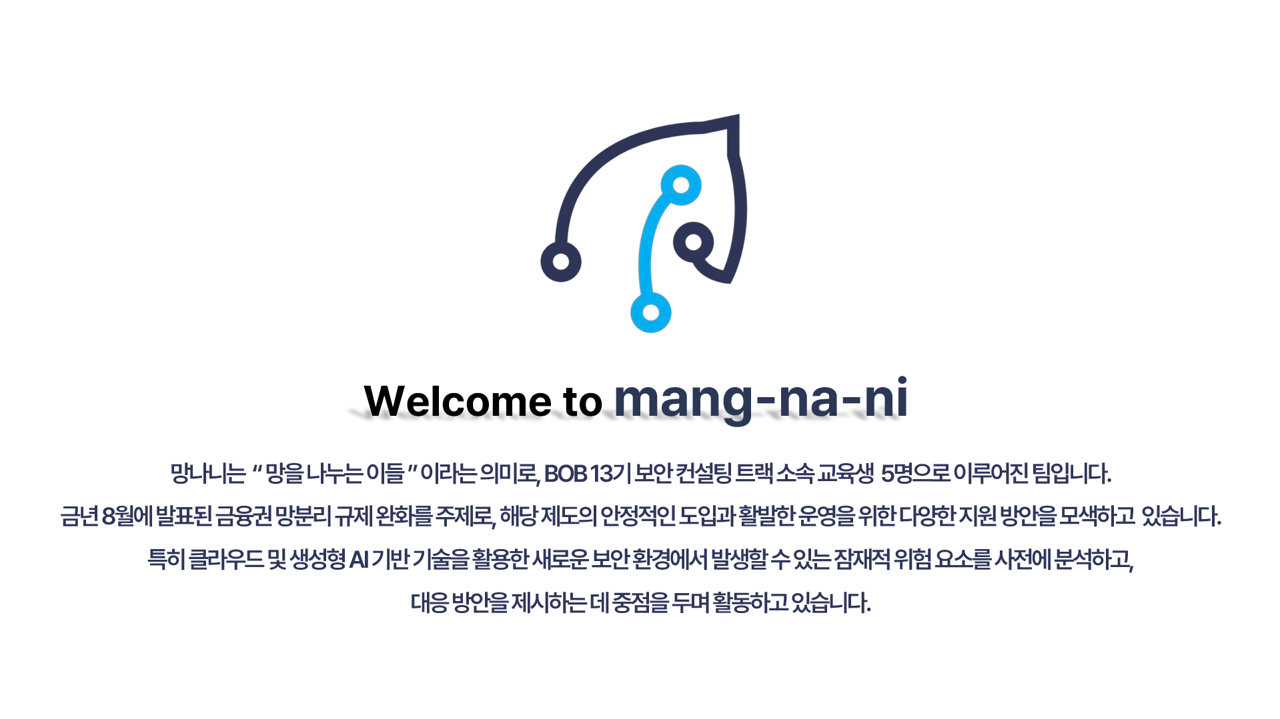 Welcome to mang-na-ni
망나니는 “ 망을 나누는 이들 ” 이라는 의미로, BOB 13기 보안 컨설팅 트랙 소속 교육생 5명으로 이루어진 팀입니다.
금년 8월에 발표된 금융권 망분리 규제 완화를 주제로, 해당 제도의 안정적인 도입과 활발한 운영을 위한 다양한 지원 방안을 모색하고 있습니다.
특히 클라우드 및 생성형 AI 기반 기술을 활용한 새로운 보안 환경에서 발생할 수 있는 잠재적 위험 요소를 사전에 분석하고,
대응 방안을 제시하는 데 중점을 두며 활동하고 있습니다.